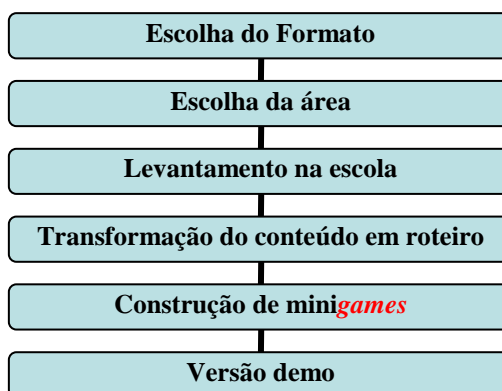 Escolha do Formato
Escolha da área
Levantamento na escola
Transformação do conteúdo em roteiro
Construção de minigames
Versão demo